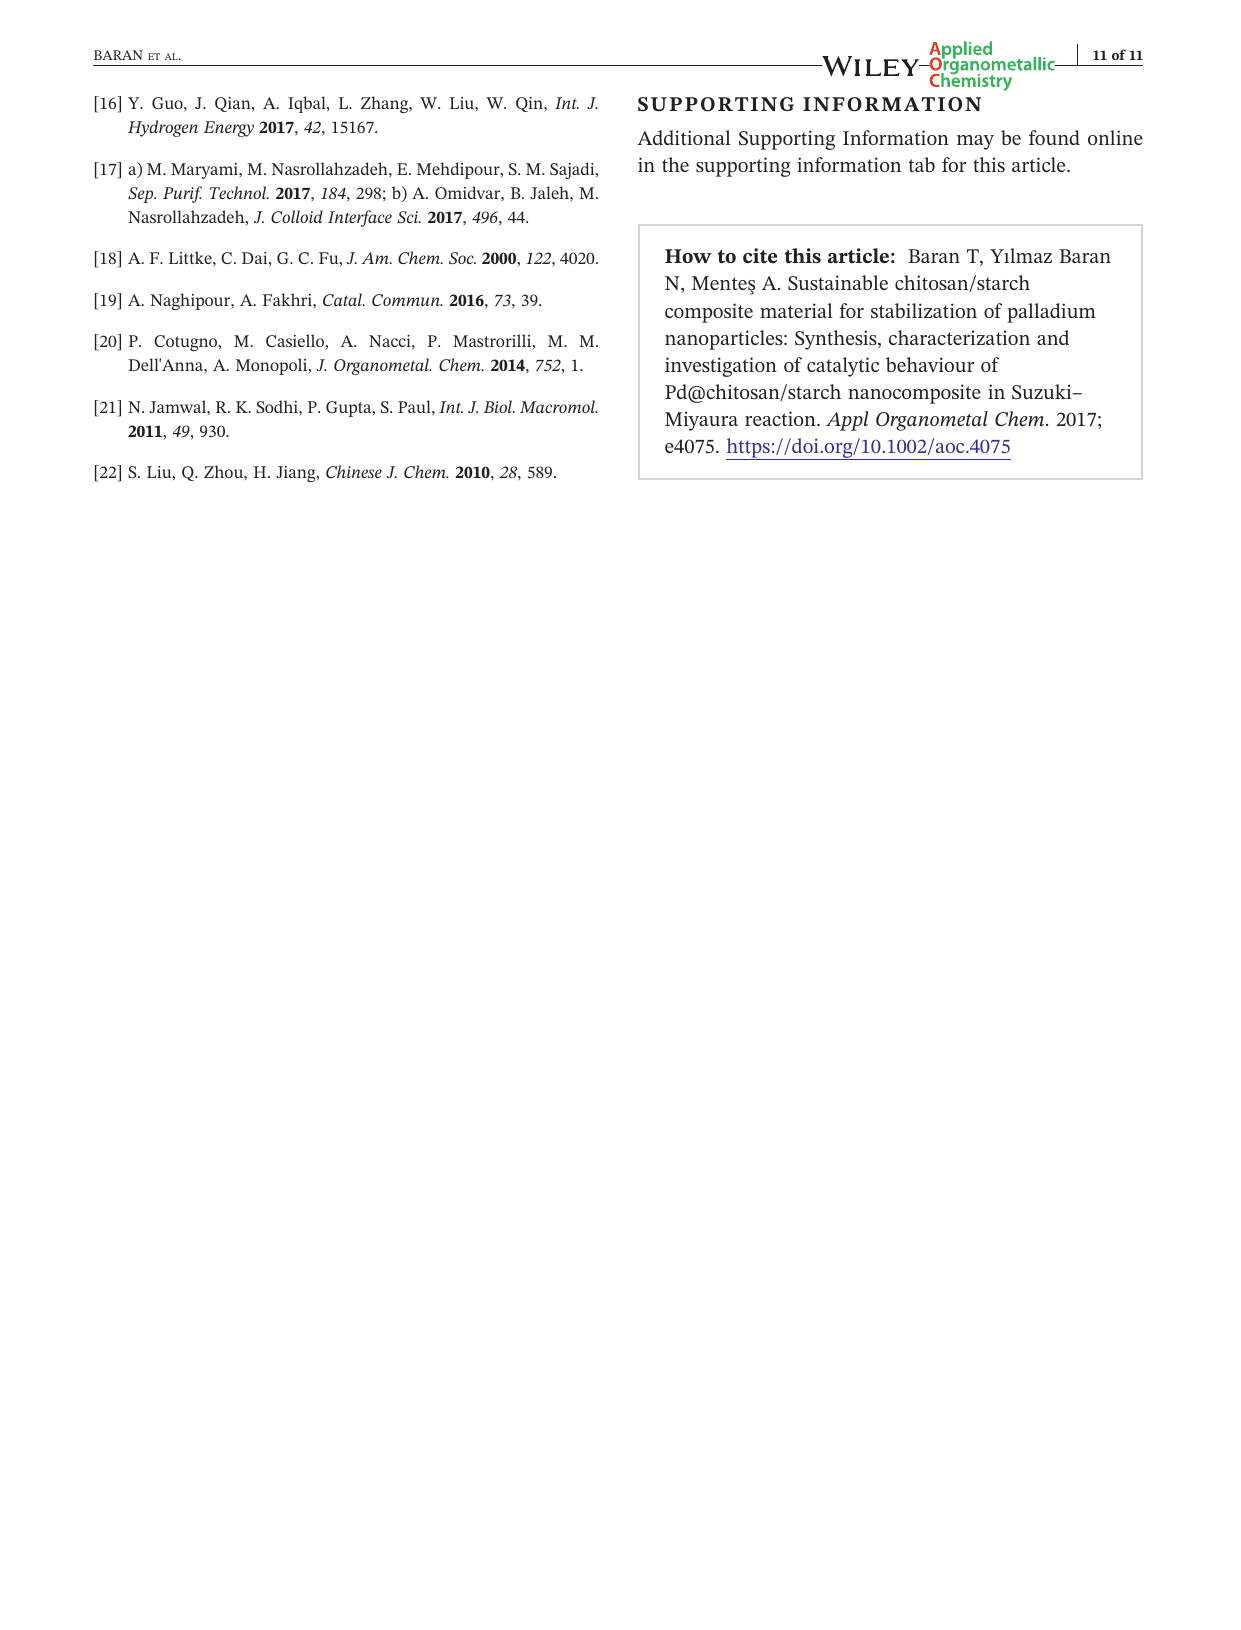 BARAN ET AL.
WILEY
Applied
Organometallic
Chemistry
11 of 11
[16] Y. Guo, J. Qian, A. Iqbal, L. Zhang, W. Liu, W. Qin, Int. J.
Hydrogen Energy 2017, 42, 15167.
[17] a) M. Maryami, M. Nasrollahzadeh, E. Mehdipour, S. M. Sajadi,
Sep. Purif. Technol. 2017, 184, 298; b) A. Omidvar, B. Jaleh, M.
Nasrollahzadeh, J. Colloid Interface Sci. 2017, 496, 44.
[18] A. F. Littke, C. Dai, G. C. Fu, J. Am. Chem. Soc. 2000, 122, 4020.
[19] A. Naghipour, A. Fakhri, Catal. Commun. 2016, 73, 39.
[20] P. Cotugno, M. Casiello, A. Nacci, P. Mastrorilli, M. M.
Dell'Anna, A. Monopoli, J. Organometal. Chem. 2014, 752, 1.
[21] N. Jamwal, R. K. Sodhi, P. Gupta, S. Paul, Int. J. Biol. Macromol.
2011, 49, 930.
[22] S. Liu, Q. Zhou, H. Jiang, Chinese J. Chem. 2010, 28, 589.
SUPPORTING INFORMATION
Additional Supporting Information may be found online
in the supporting information tab for this article.
How to cite this article: Baran T, Yılmaz Baran
N, Menteş A. Sustainable chitosan/starch
composite material for stabilization of palladium
nanoparticles: Synthesis, characterization and
investigation of catalytic behaviour of
Pd@chitosan/starch nanocomposite in Suzuki–
Miyaura reaction. Appl Organometal Chem. 2017;
e4075. https://doi.org/10.1002/aoc.4075